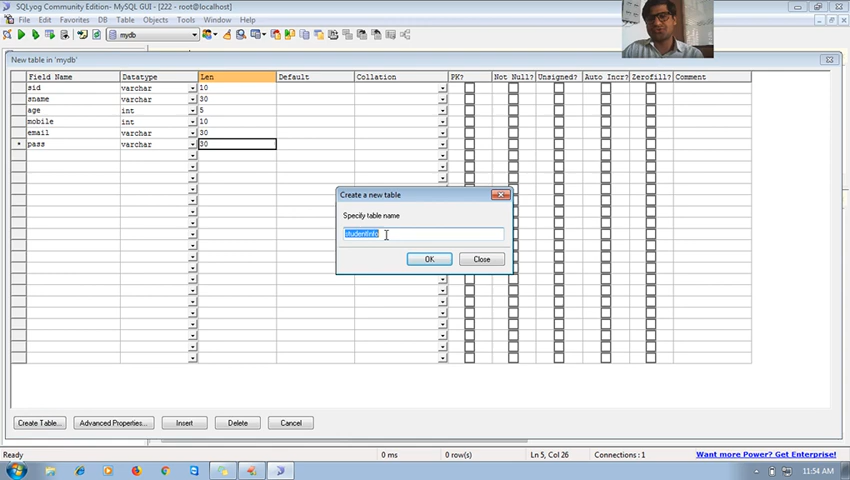 SQLyog Community Edition- MySQL GUI - [222 - root@localhost]
File Edit Favorites DB Table Objects Tools Window Help
mydb
New table in 'mydb'
Field Name Datatype Len Default Collation PK? Not Null? Unsigned? Auto Incr? Zerofill? Comment
sid varchar 10
sname varchar 30
age int 5
mobile int 10
email varchar 30
* pass varchar 30
Create a new table
Specify table name
studentinfo
OK Close
Create Table... Advanced Properties... Insert Delete Cancel
Ready 0 ms 0 row(s) Ln 5, Col 26 Connections : 1 Want more Power? Get Enterprise!
11:54 AM